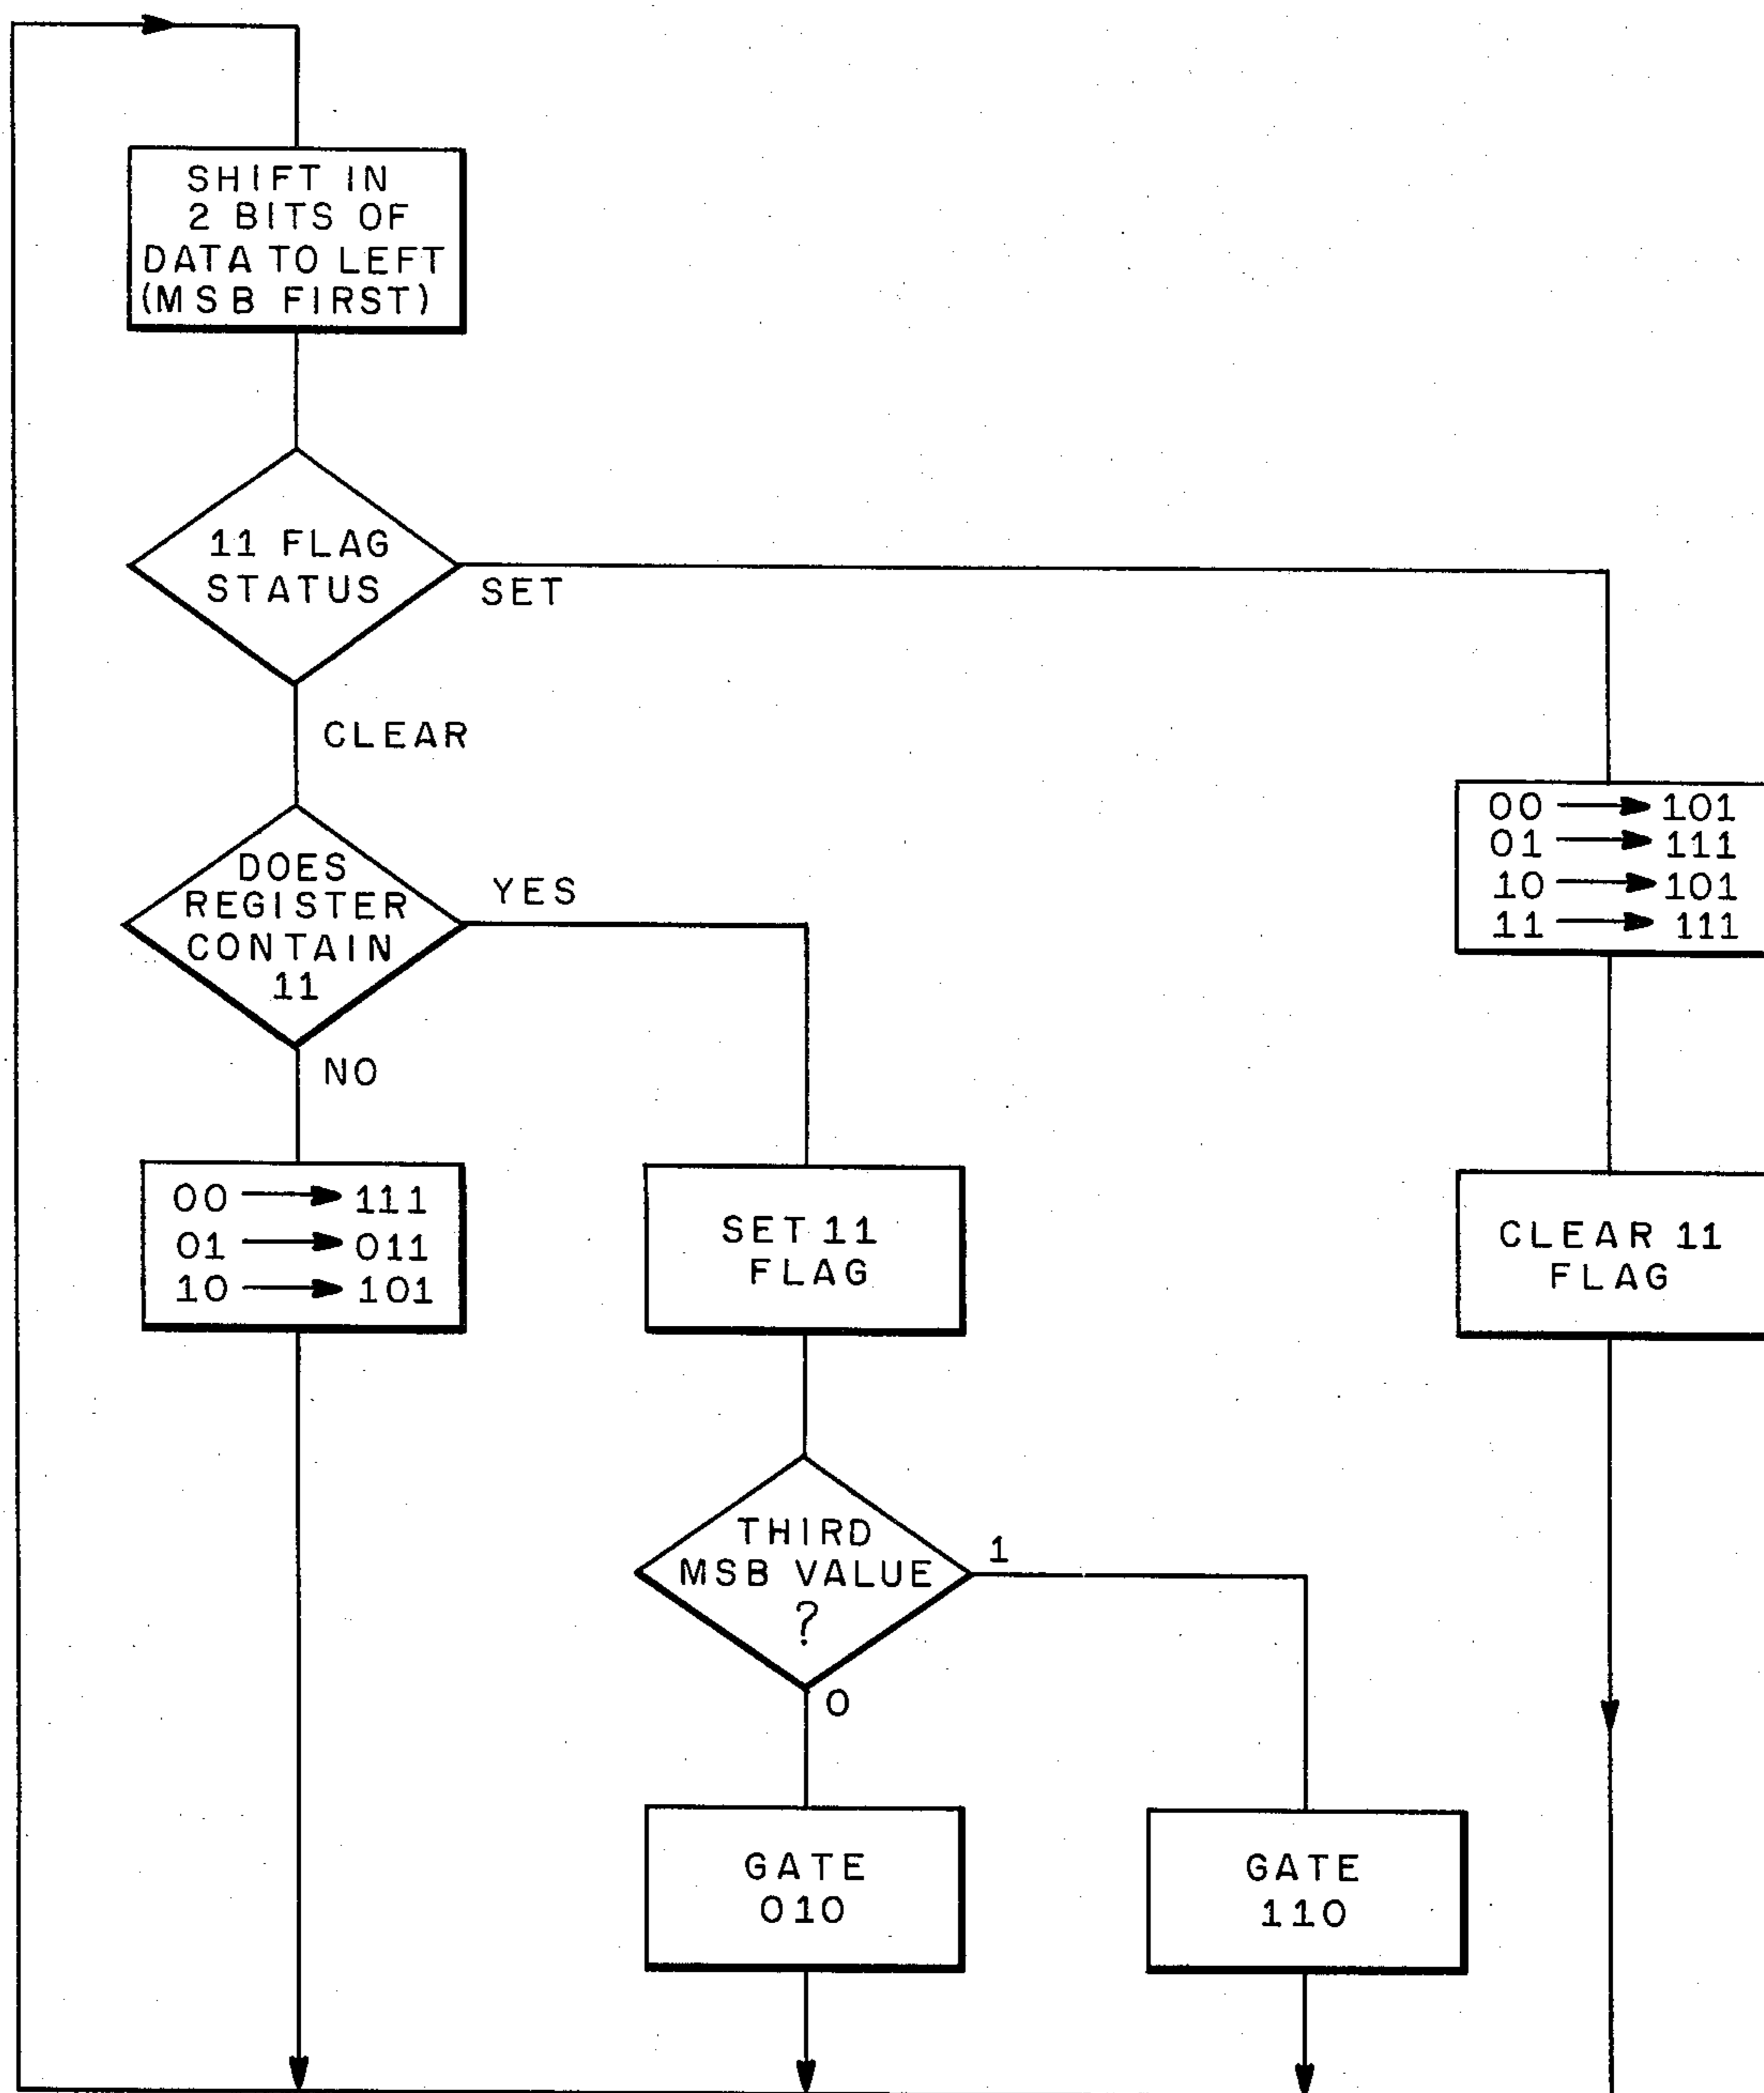 SHIFT IN
2 BITS OF
DATA TO LEFT
(MSB FIRST)
11 FLAG
STATUS
SET
CLEAR
DOES
REGISTER
CONTAIN
11
YES
NO
00 → 101
01 → 111
10 → 101
11 → 111
00 → 111
01 → 011
10 → 101
SET 11
FLAG
CLEAR 11
FLAG
THIRD
MSB VALUE
?
1
0
GATE
010
GATE
110